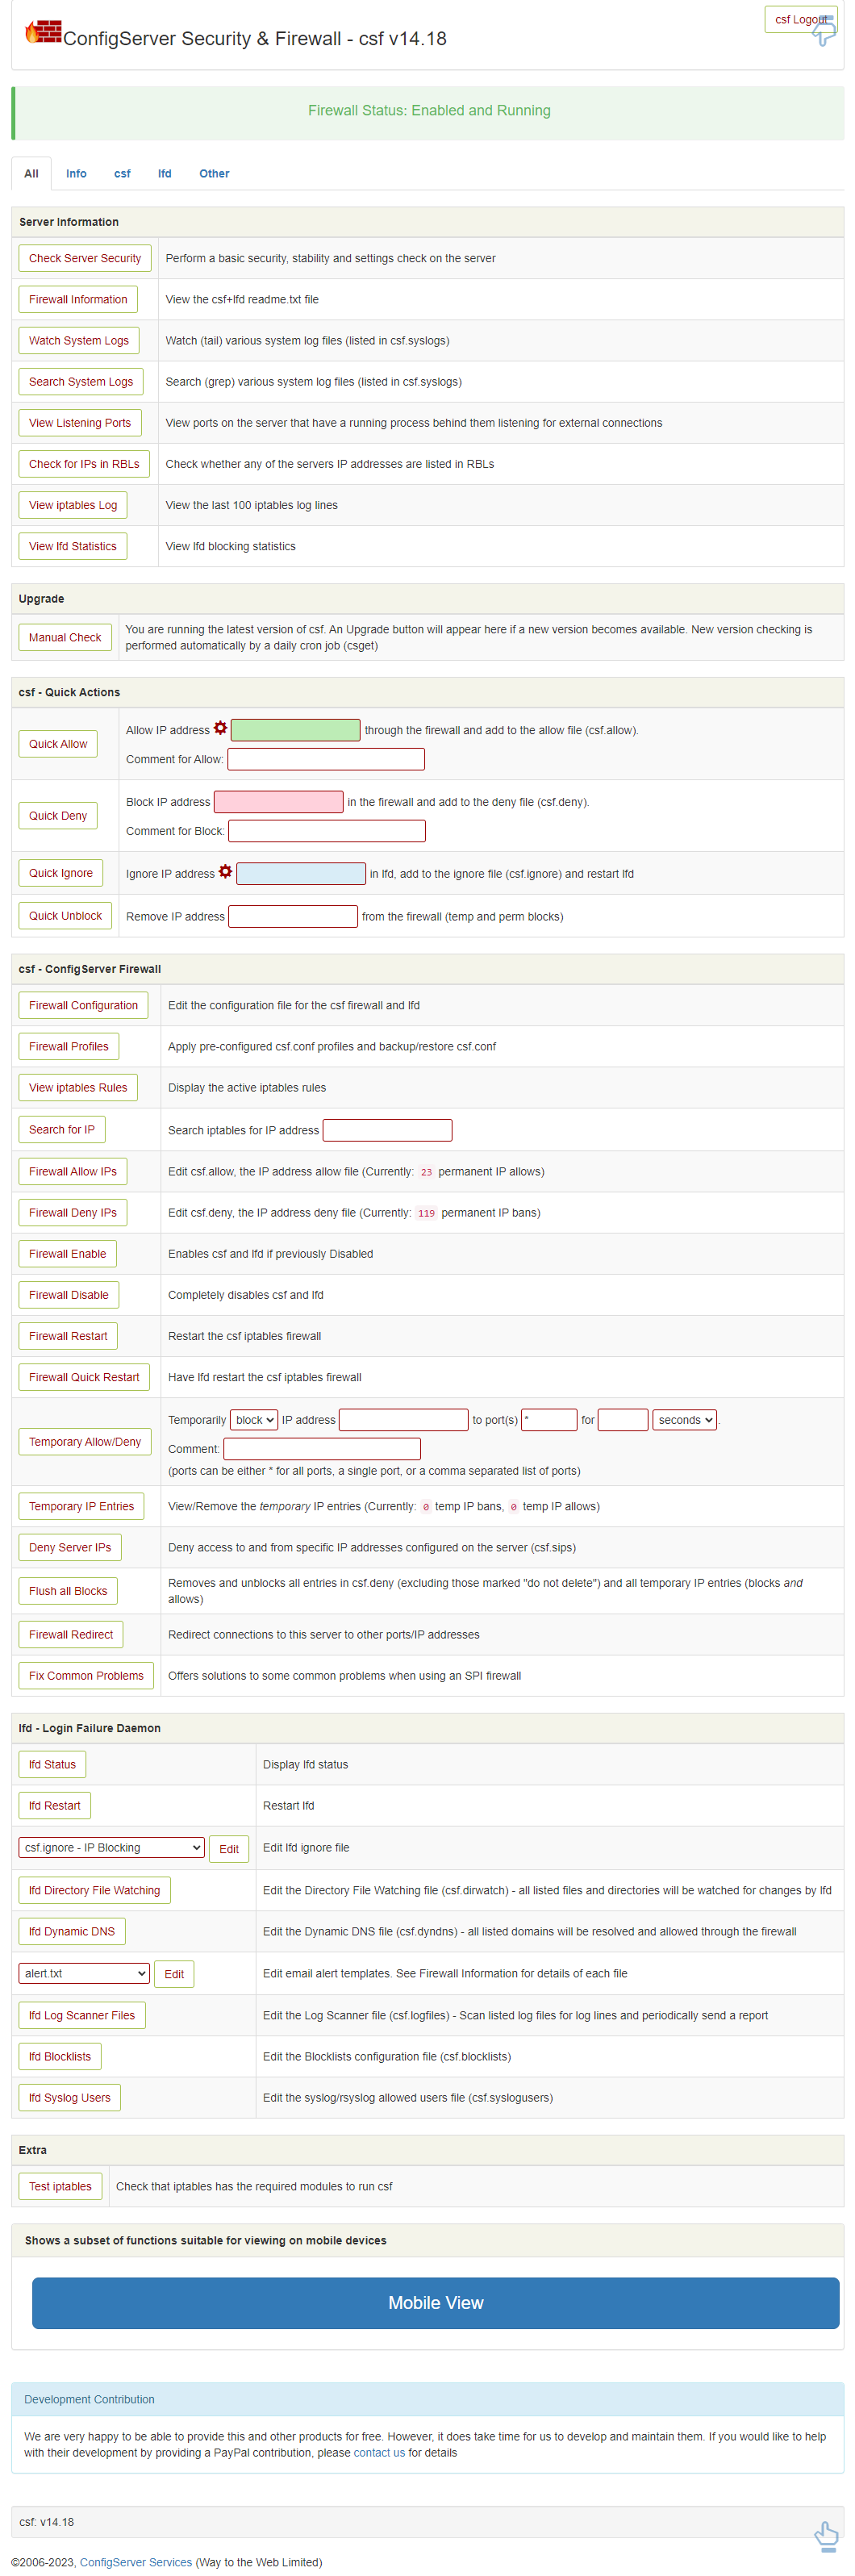 ConfigServer Security & Firewall - csf v14.18
csf Logout
Firewall Status: Enabled and Running
All Info csf lfd Other
Server Information
Check Server Security Perform a basic security, stability and settings check on the server
Firewall Information View the csf+lfd readme.txt file
Watch System Logs Watch (tail) various system log files (listed in csf.syslogs)
Search System Logs Search (grep) various system log files (listed in csf.syslogs)
View Listening Ports View ports on the server that have a running process behind them listening for external connections
Check for IPs in RBLs Check whether any of the servers IP addresses are listed in RBLs
View iptables Log View the last 100 iptables log lines
View lfd Statistics View lfd blocking statistics
Upgrade
Manual Check You are running the latest version of csf. An Upgrade button will appear here if a new version becomes available. New version checking is
performed automatically by a daily cron job (csget)
csf - Quick Actions
Quick Allow Allow IP address through the firewall and add to the allow file (csf.allow).
Comment for Allow:
Quick Deny Block IP address in the firewall and add to the deny file (csf.deny).
Comment for Block:
Quick Ignore Ignore IP address in lfd, add to the ignore file (csf.ignore) and restart lfd
Quick Unblock Remove IP address from the firewall (temp and perm blocks)
csf - ConfigServer Firewall
Firewall Configuration Edit the configuration file for the csf firewall and lfd
Firewall Profiles Apply pre-configured csf.conf profiles and backup/restore csf.conf
View iptables Rules Display the active iptables rules
Search for IP Search iptables for IP address
Firewall Allow IPs Edit csf.allow, the IP address allow file (Currently: 23 permanent IP allows)
Firewall Deny IPs Edit csf.deny, the IP address deny file (Currently: 119 permanent IP bans)
Firewall Enable Enables csf and lfd if previously Disabled
Firewall Disable Completely disables csf and lfd
Firewall Restart Restart the csf iptables firewall
Firewall Quick Restart Have lfd restart the csf iptables firewall
Temporary Allow/Deny Temporarily block IP address to port(s) * for seconds .
Comment:
(ports can be either * for all ports, a single port, or a comma separated list of ports)
Temporary IP Entries View/Remove the temporary IP entries (Currently: 0 temp IP bans, 0 temp IP allows)
Deny Server IPs Deny access to and from specific IP addresses configured on the server (csf.sips)
Flush all Blocks Removes and unblocks all entries in csf.deny (excluding those marked "do not delete") and all temporary IP entries (blocks and
allows)
Firewall Redirect Redirect connections to this server to other ports/IP addresses
Fix Common Problems Offers solutions to some common problems when using an SPI firewall
lfd - Login Failure Daemon
lfd Status Display lfd status
lfd Restart Restart lfd
csf.ignore - IP Blocking Edit Edit lfd ignore file
lfd Directory File Watching Edit the Directory File Watching file (csf.dirwatch) - all listed files and directories will be watched for changes by lfd
lfd Dynamic DNS Edit the Dynamic DNS file (csf.dyndns) - all listed domains will be resolved and allowed through the firewall
alert.txt Edit Edit email alert templates. See Firewall Information for details of each file
lfd Log Scanner Files Edit the Log Scanner file (csf.logfiles) - Scan listed log files for log lines and periodically send a report
lfd Blocklists Edit the Blocklists configuration file (csf.blocklists)
lfd Syslog Users Edit the syslog/rsyslog allowed users file (csf.syslogusers)
Extra
Test iptables Check that iptables has the required modules to run csf
Shows a subset of functions suitable for viewing on mobile devices
Mobile View
Development Contribution
We are very happy to be able to provide this and other products for free. However, it does take time for us to develop and maintain them. If you would like to help
with their development by providing a PayPal contribution, please contact us for details
csf: v14.18
©2006-2023, ConfigServer Services (Way to the Web Limited)